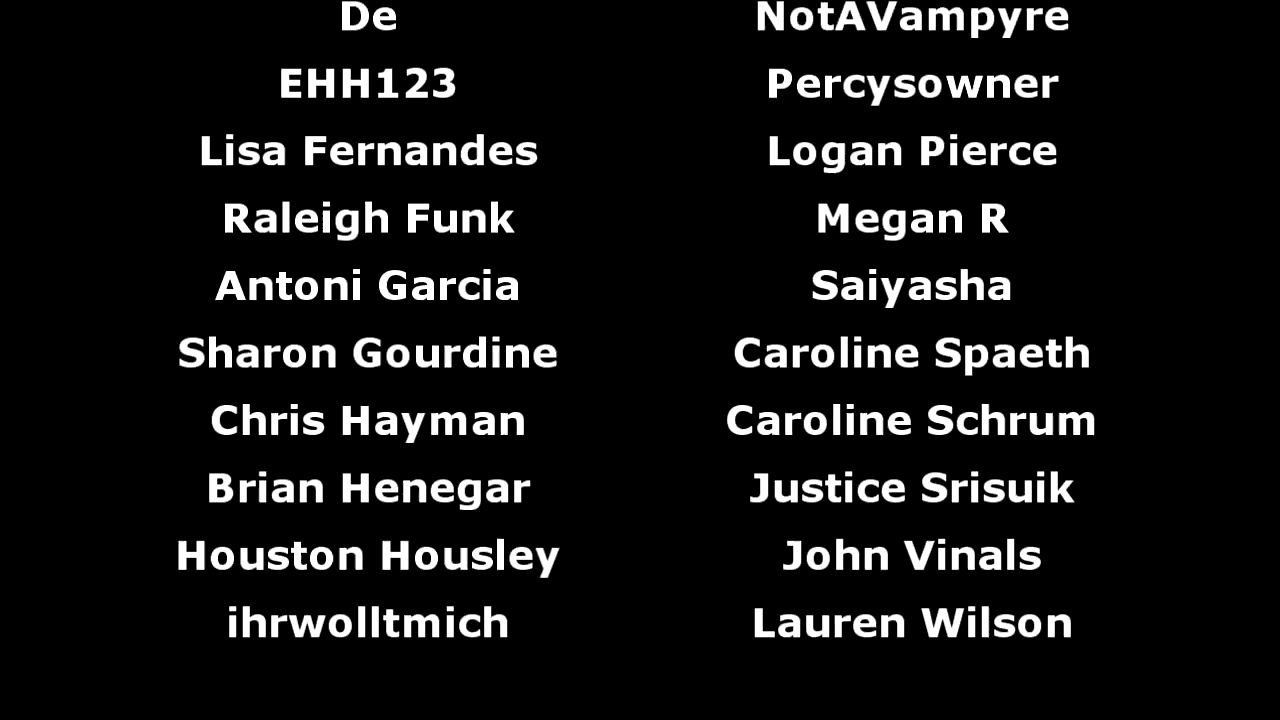 De
EHH123
Lisa Fernandes
Raleigh Funk
Antoni Garcia
Sharon Gourdine
Chris Hayman
Brian Henegar
Houston Housley
ihrwolltmich
NotAVampyre
Percysowner
Logan Pierce
Megan R
Saiyasha
Caroline Spaeth
Caroline Schrum
Justice Srisuik
John Vinals
Lauren Wilson